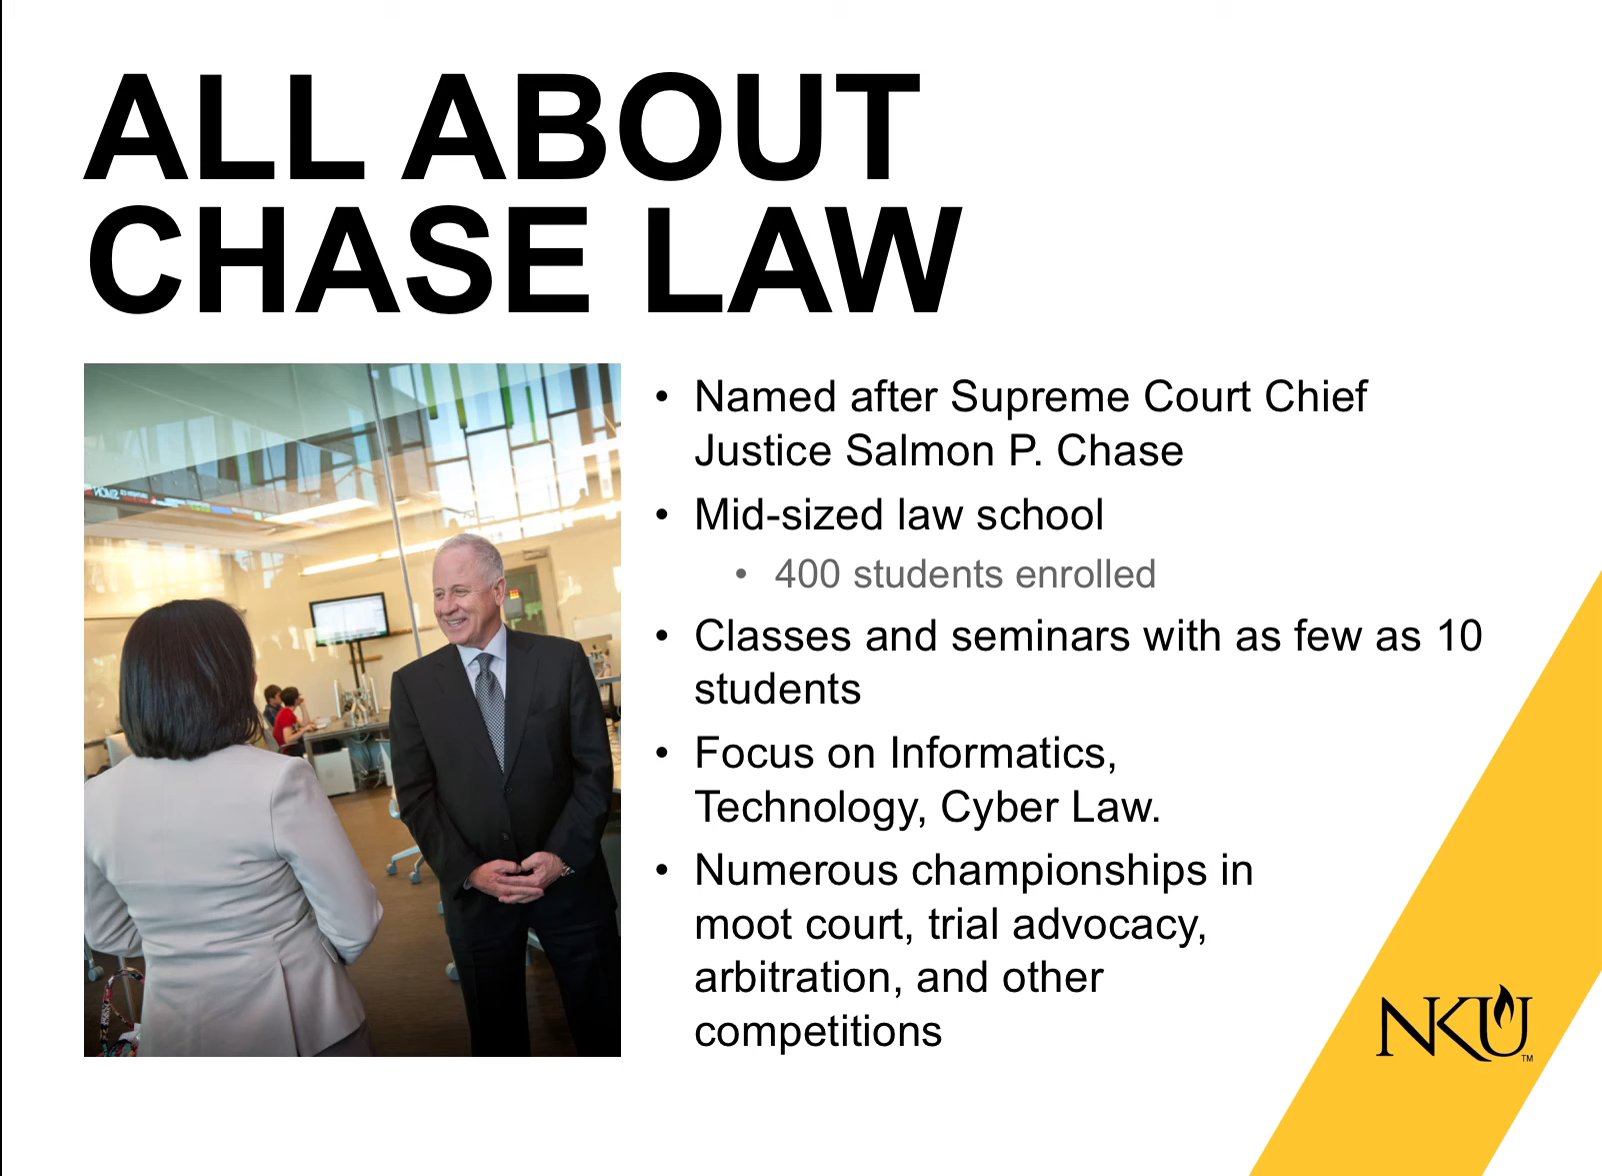 ALL ABOUT
CHASE LAW
• Named after Supreme Court Chief
Justice Salmon P. Chase
• Mid-sized law school
• 400 students enrolled
• Classes and seminars with as few as 10
students
• Focus on Informatics,
Technology, Cyber Law.
• Numerous championships in
moot court, trial advocacy,
arbitration, and other
competitions
NKU
TM